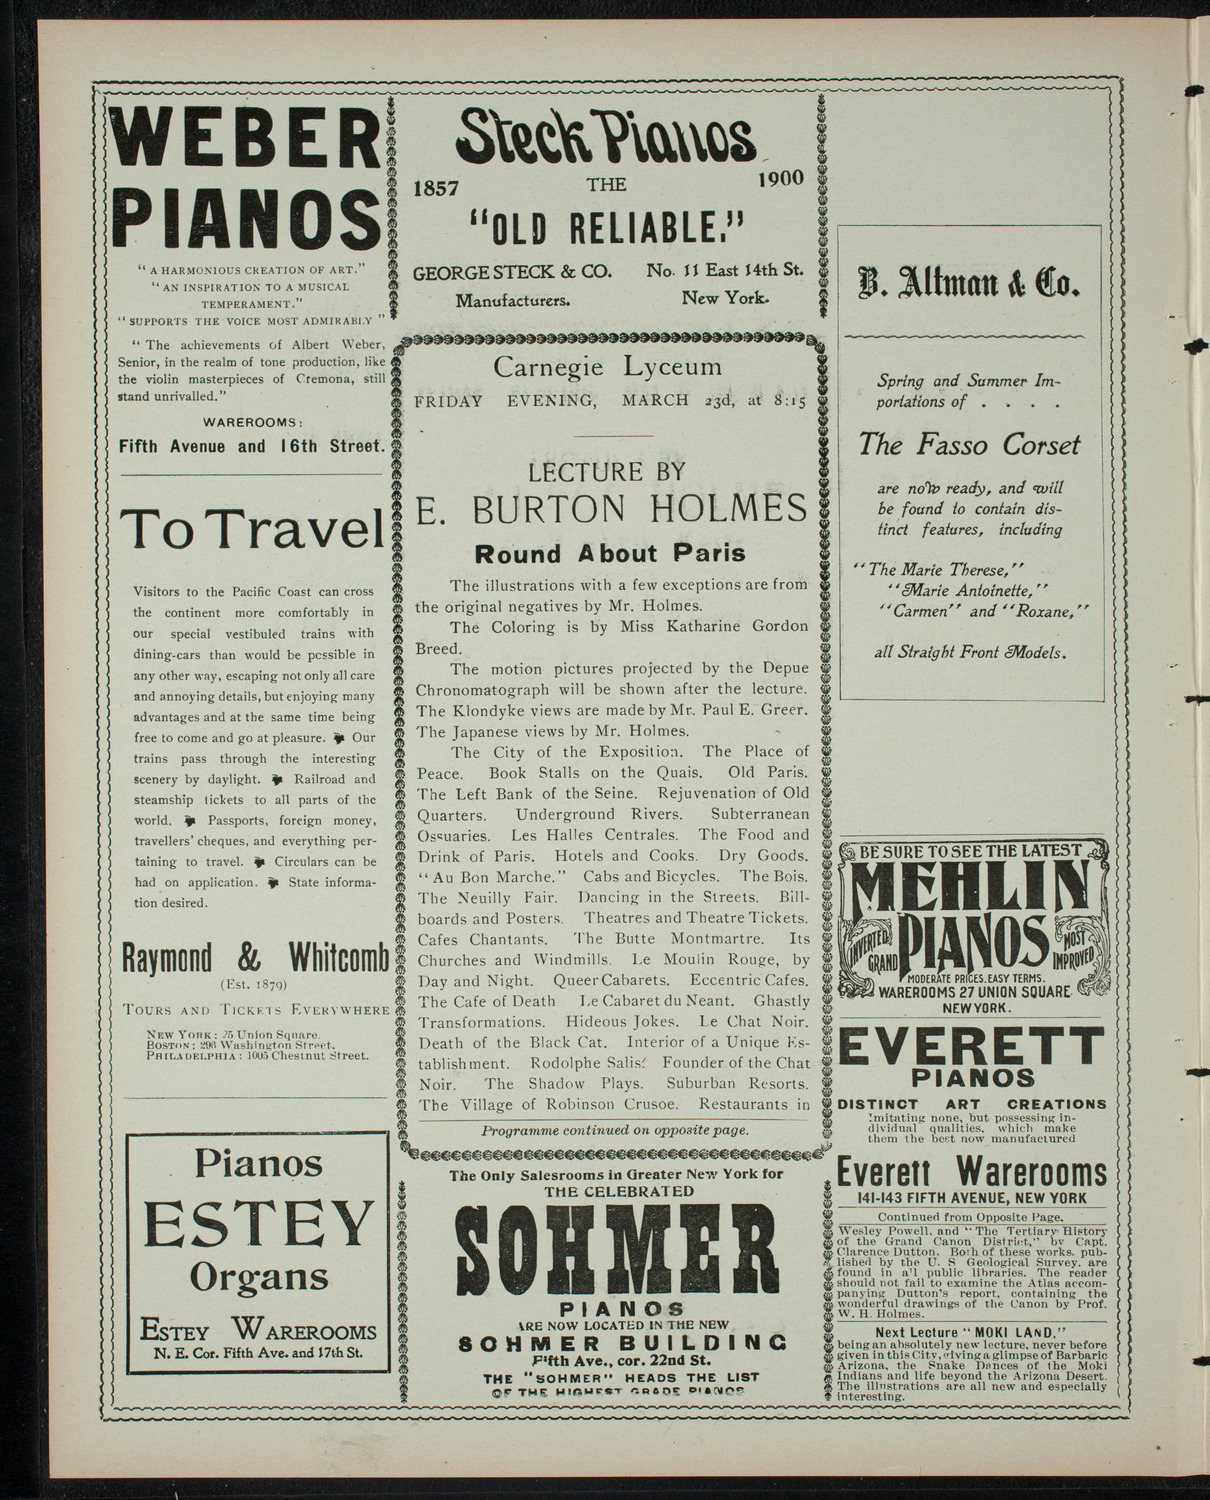 WEBER
PIANOS
" A HARMONIOUS CREATION OF ART."
" AN INSPIRATION TO A MUSICAL
TEMPERAMENT."
" SUPPORTS THE VOICE MOST ADMIRABLY "
" The achievements of Albert Weber,
Senior, in the realm of tone production, like
the violin masterpieces of Cremona, still
stand unrivalled."
WAREROOMS:
Fifth Avenue and 16th Street.
To Travel
Visitors to the Pacific Coast can cross
the continent more comfortably in
our special vestibuled trains with
dining-cars than would be possible in
any other way, escaping not only all care
and annoying details, but enjoying many
advantages and at the same time being
free to come and go at pleasure. Our
trains pass through the interesting
scenery by daylight. Railroad and
steamship tickets to all parts of the
world. Passports, foreign money,
travellers' cheques, and everything per-
taining to travel. Circulars can be
had on application. State informa-
tion desired.
Raymond & Whitcomb
(Est. 1879)
TOURS AND TICKETS EVERYWHERE
NEW YORK: 25 Union Square.
BOSTON: 296 Washington Street.
PHILADELPHIA: 1005 Chestnut Street.
Pianos
ESTEY
Organs
ESTEY WAREROOMS
N. E. Cor. Fifth Ave. and 17th St.
Steck Pianos
1857 THE 1900
"OLD RELIABLE."
GEORGE STECK & CO. No. 11 East 14th St.
Manufacturers. New York.
Carnegie Lyceum
FRIDAY EVENING, MARCH 23d, at 8:15
LECTURE BY
E. BURTON HOLMES
Round About Paris
The illustrations with a few exceptions are from
the original negatives by Mr. Holmes.
The Coloring is by Miss Katharine Gordon
Breed.
The motion pictures projected by the Depue
Chronomatograph will be shown after the lecture.
The Klondyke views are made by Mr. Paul E. Greer.
The Japanese views by Mr. Holmes.
The City of the Exposition. The Place of
Peace. Book Stalls on the Quais. Old Paris.
The Left Bank of the Seine. Rejuvenation of Old
Quarters. Underground Rivers. Subterranean
Ossuaries. Les Halles Centrales. The Food and
Drink of Paris. Hotels and Cooks. Dry Goods.
" Au Bon Marche." Cabs and Bicycles. The Bois.
The Neuilly Fair. Dancing in the Streets. Bill-
boards and Posters. Theatres and Theatre Tickets.
Cafes Chantants. The Butte Montmartre. Its
Churches and Windmills. Le Moulin Rouge, by
Day and Night. Queer Cabarets. Eccentric Cafes.
The Cafe of Death Le Cabaret du Neant. Ghastly
Transformations. Hideous Jokes. Le Chat Noir.
Death of the Black Cat. Interior of a Unique Es-
tablishment. Rodolphe Salis' Founder of the Chat
Noir. The Shadow Plays. Suburban Resorts.
The Village of Robinson Crusoe. Restaurants in
Programme continued on opposite page.
The Only Salesrooms in Greater New York for
THE CELEBRATED
SOHMER
PIANOS
ARE NOW LOCATED IN THE NEW
SOHMER BUILDING
Fifth Ave., cor. 22nd St.
THE "SOHMER" HEADS THE LIST
OF THE HIGHEST GRADE PIANOS
B. Altman & Co.
Spring and Summer Im-
portations of . . . .
The Fasso Corset
are now ready, and will
be found to contain dis-
tinct features, including
"The Marie Therese,"
"Marie Antoinette,"
"Carmen" and "Roxane,"
all Straight Front Models.
BE SURE TO SEE THE LATEST
MEHLIN
PIANOS
INVERTED GRAND
MOST IMPROVED
MODERATE PRICES. EASY TERMS.
WAREROOMS 27 UNION SQUARE
NEW YORK.
EVERETT
PIANOS
DISTINCT ART CREATIONS
Imitating none, but possessing in-
dividual qualities, which make
them the best now manufactured
Everett Warerooms
141-143 FIFTH AVENUE, NEW YORK
Continued from Opposite Page.
Wesley Powell, and " The Tertiary History
of the Grand Canon District," by Capt.
Clarence Dutton. Both of these works, pub-
lished by the U. S Geological Survey, are
found in all public libraries. The reader
should not fail to examine the Atlas accom-
panying Dutton's report, containing the
wonderful drawings of the Canon by Prof.
W. H. Holmes.
Next Lecture " MOKI LAND,"
being an absolutely new lecture, never before
given in this City, giving a glimpse of Barbaric
Arizona, the Snake Dances of the Moki
Indians and life beyond the Arizona Desert.
The illustrations are all new and especially
interesting.